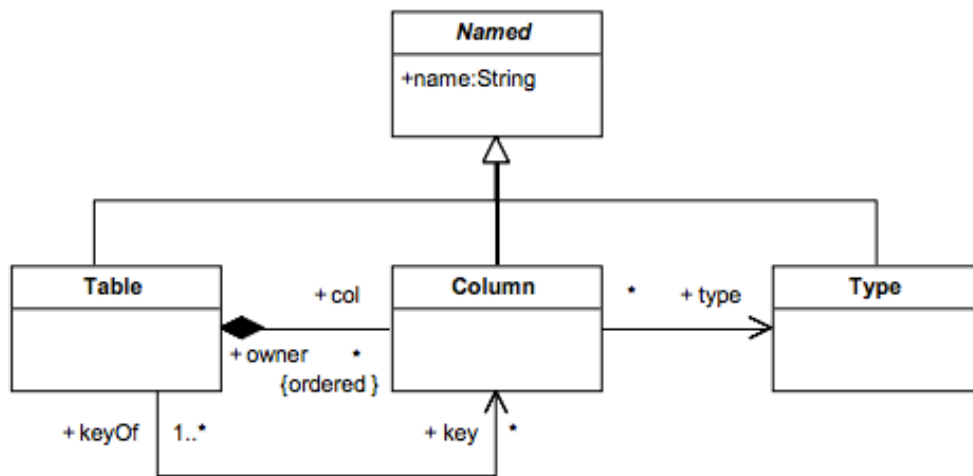 Named
+name:String
Table
Column
Type
+ col
* + type
+ owner *
{ordered }
+ keyOf 1..* + key *